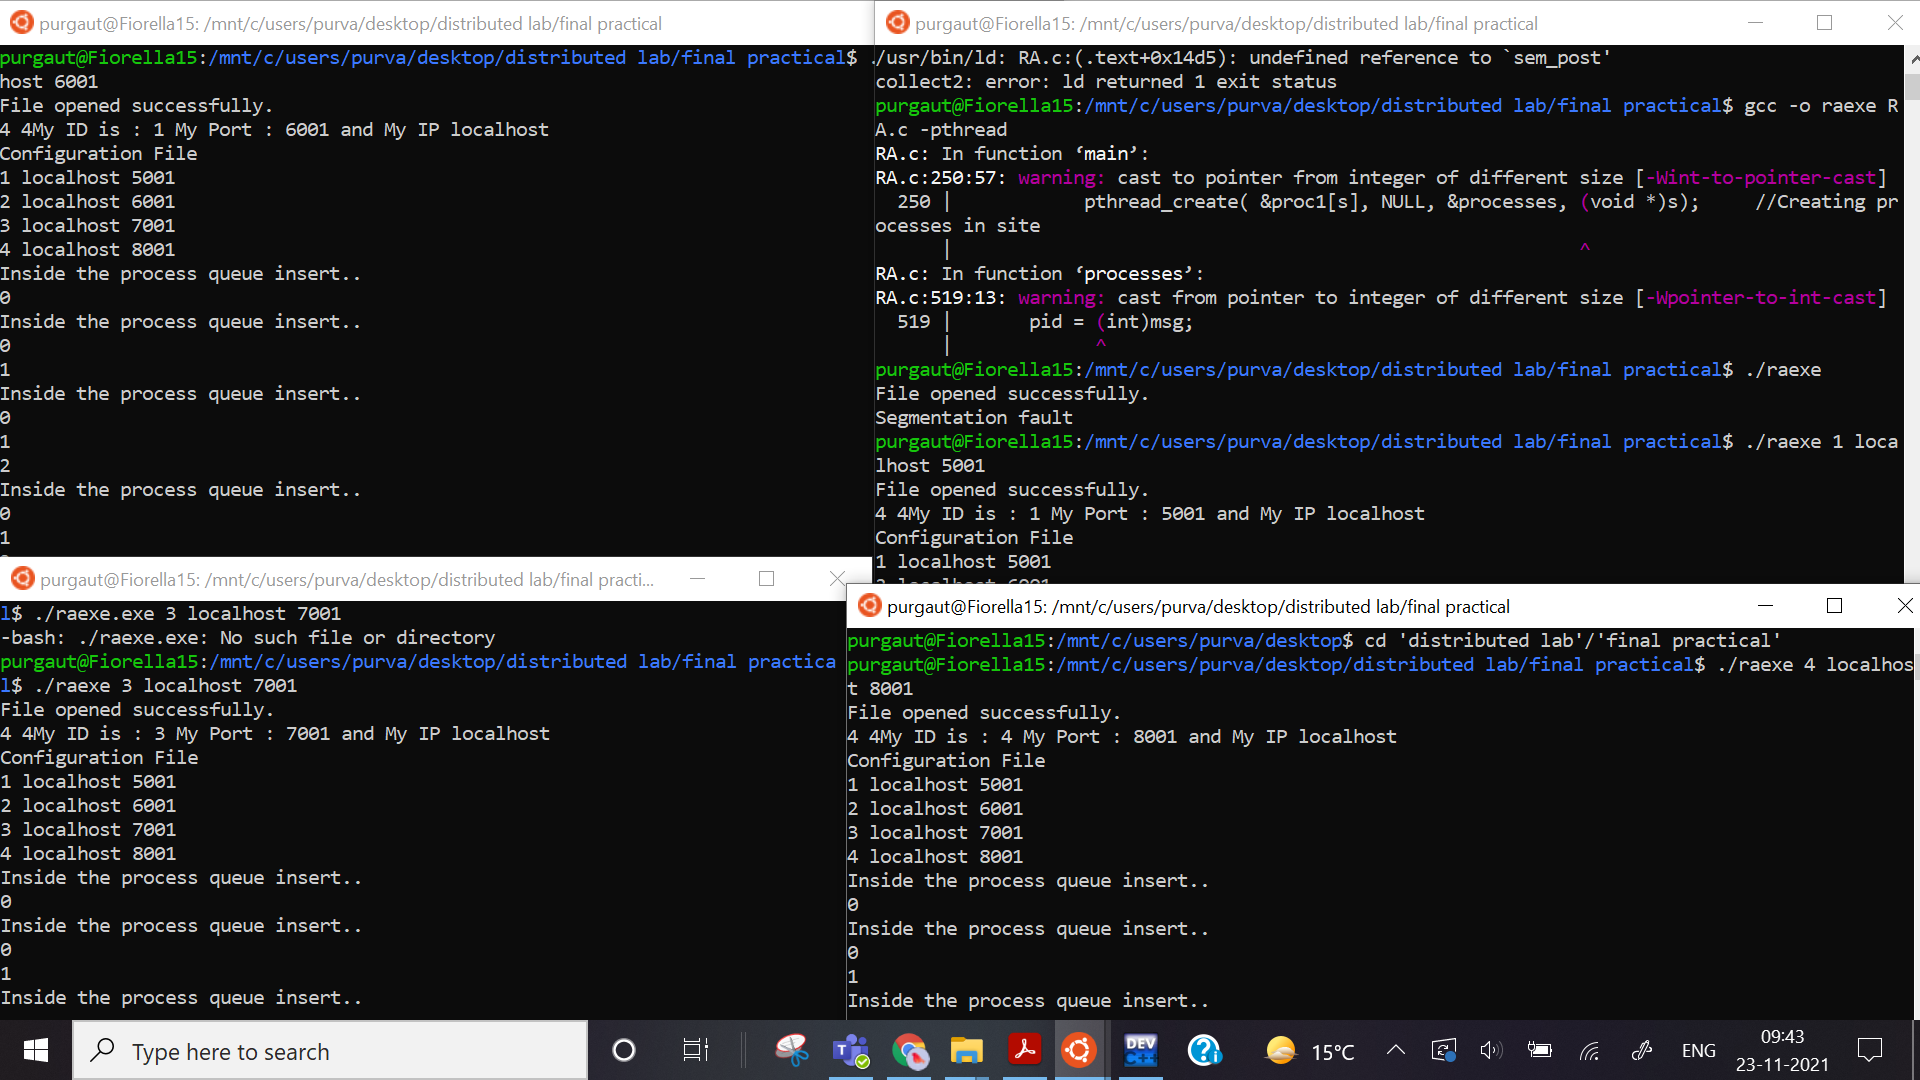 purgaut@Fiorella15: /mnt/c/users/purva/desktop/distributed lab/final practical
purgaut@Fiorella15:/mnt/c/users/purva/desktop/distributed lab/final practical$ .
host 6001
File opened successfully.
4 4My ID is : 1 My Port : 6001 and My IP localhost
Configuration File
1 localhost 5001
2 localhost 6001
3 localhost 7001
4 localhost 8001
Inside the process queue insert..
0
Inside the process queue insert..
0
1
Inside the process queue insert..
0
1
2
Inside the process queue insert..
0
1
purgaut@Fiorella15: /mnt/c/users/purva/desktop/distributed lab/final practical
/usr/bin/ld: RA.c:(.text+0x14d5): undefined reference to `sem_post'
collect2: error: ld returned 1 exit status
purgaut@Fiorella15:/mnt/c/users/purva/desktop/distributed lab/final practical$ gcc -o raexe R
A.c -pthread
RA.c: In function ‘main’:
RA.c:250:57: warning: cast to pointer from integer of different size [-Wint-to-pointer-cast]
250 | pthread_create( &proc1[s], NULL, &processes, (void *)s); //Creating pr
ocesses in site
| ^
RA.c: In function ‘processes’:
RA.c:519:13: warning: cast from pointer to integer of different size [-Wpointer-to-int-cast]
519 | pid = (int)msg;
| ^
purgaut@Fiorella15:/mnt/c/users/purva/desktop/distributed lab/final practical$ ./raexe
File opened successfully.
Segmentation fault
purgaut@Fiorella15:/mnt/c/users/purva/desktop/distributed lab/final practical$ ./raexe 1 loca
lhost 5001
File opened successfully.
4 4My ID is : 1 My Port : 5001 and My IP localhost
Configuration File
1 localhost 5001
2 localhost 6001
purgaut@Fiorella15: /mnt/c/users/purva/desktop/distributed lab/final practi...
l$ ./raexe.exe 3 localhost 7001
-bash: ./raexe.exe: No such file or directory
purgaut@Fiorella15:/mnt/c/users/purva/desktop/distributed lab/final practica
l$ ./raexe 3 localhost 7001
File opened successfully.
4 4My ID is : 3 My Port : 7001 and My IP localhost
Configuration File
1 localhost 5001
2 localhost 6001
3 localhost 7001
4 localhost 8001
Inside the process queue insert..
0
Inside the process queue insert..
0
1
Inside the process queue insert..
purgaut@Fiorella15: /mnt/c/users/purva/desktop/distributed lab/final practical
purgaut@Fiorella15:/mnt/c/users/purva/desktop$ cd 'distributed lab'/'final practical'
purgaut@Fiorella15:/mnt/c/users/purva/desktop/distributed lab/final practical$ ./raexe 4 localhos
t 8001
File opened successfully.
4 4My ID is : 4 My Port : 8001 and My IP localhost
Configuration File
1 localhost 5001
2 localhost 6001
3 localhost 7001
4 localhost 8001
Inside the process queue insert..
0
Inside the process queue insert..
0
1
Inside the process queue insert..
Type here to search
DEV
C++
15°C
ENG
09:43
23-11-2021